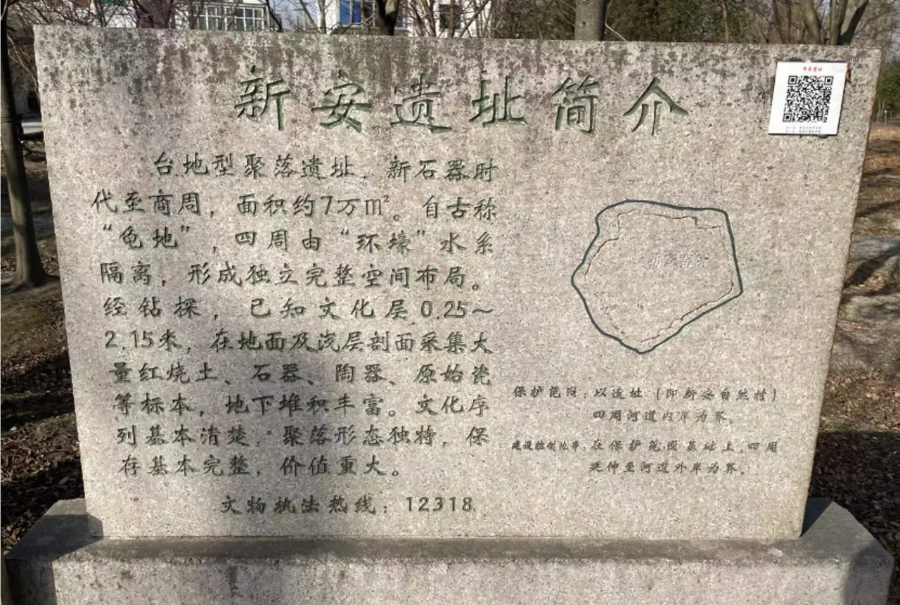 新安遗址简介
台地型聚落遗址，新石器时
代至商周，面积约7万㎡。自古称
“龟地”，四周由“环壕”水系
隔离，形成独立完整空间布局。
经钻探，已知文化层0.25～
2.15米，在地面及浅层剖面采集大
量红烧土、石器、陶器、原始瓷
等标本，地下堆积丰富。文化序
列基本清楚，聚落形态独特，保
存基本完整，价值重大。
文物执法热线：12318
保护范围：以遗址（即新安自然村）
四周河道内岸为界。
建设控制地带：在保护范围基础上，四周
延伸至河道外岸为界。